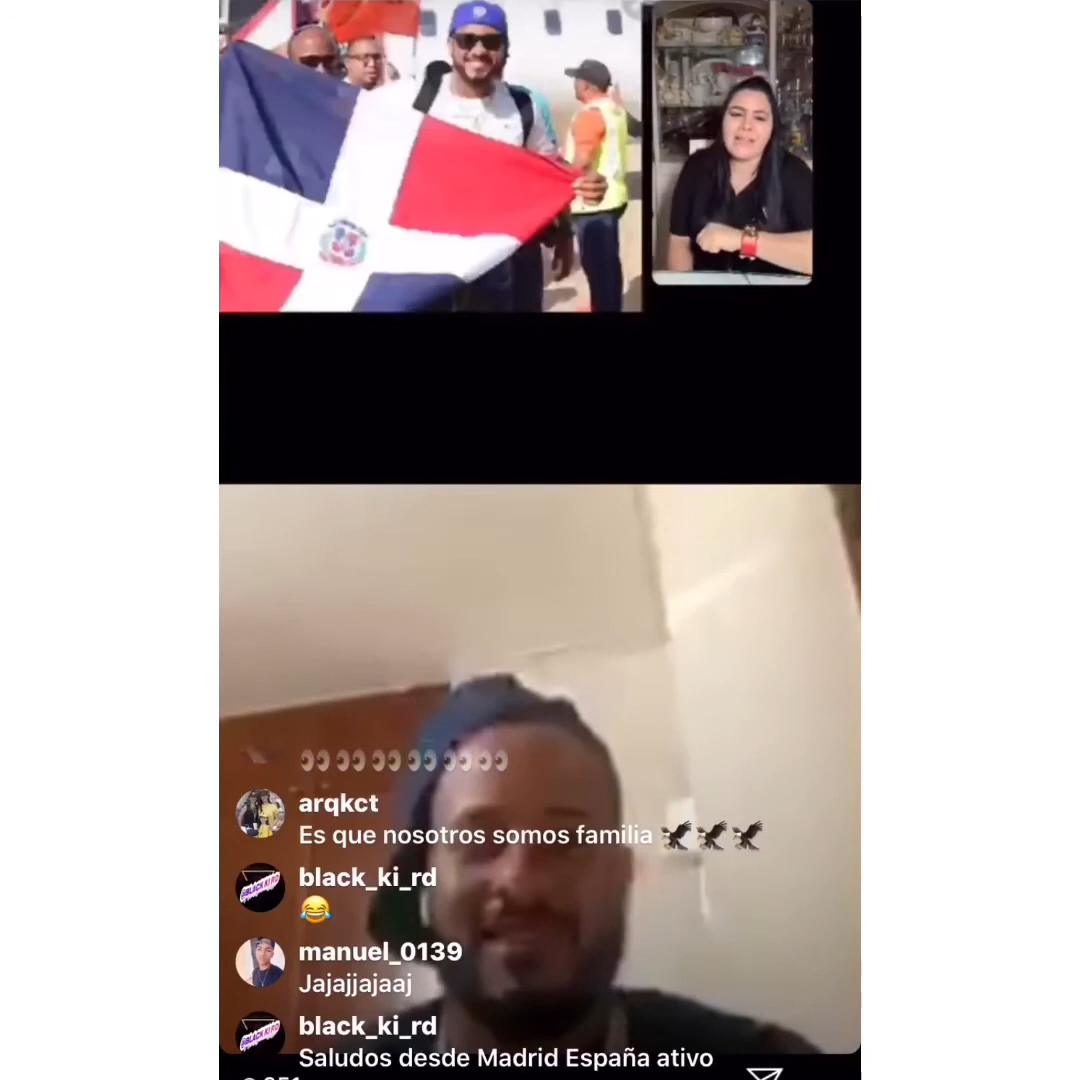 👀👀👀👀👀👀
arqkct
Es que nosotros somos familia 🦅🦅🦅
black_ki_rd
😂
manuel_0139
Jajajjajaaj
black_ki_rd
Saludos desde Madrid España ativo